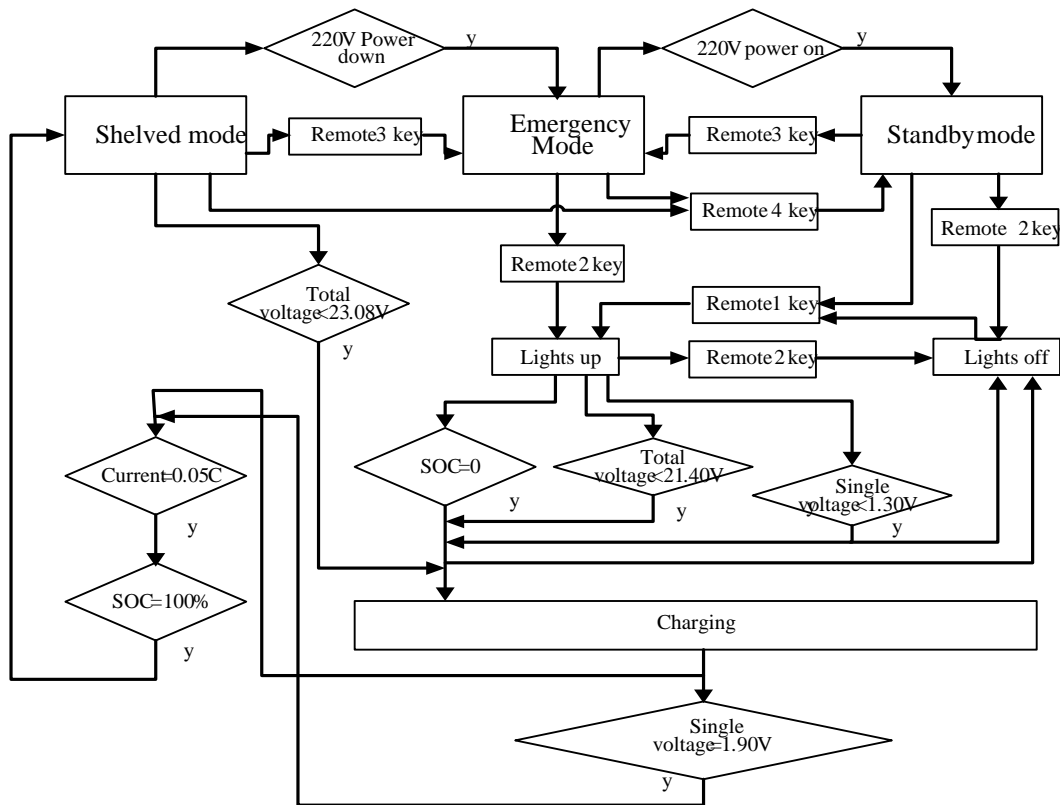 220V Power
down
y
220V power on
y
Shelved mode
Remote3 key
Emergency
Mode
Remote3 key
Standby mode
Remote 4 key
Remote 2 key
Remote2 key
Total
voltage<23.08V
y
Remote1 key
Lights up
Remote2 key
Lights off
Current=0.05C
y
SOC=0
y
Total
voltage<21.40V
y
Single
voltage<1.30V
y
y
SOC=100%
y
Charging
Single
voltage=1.90V
y